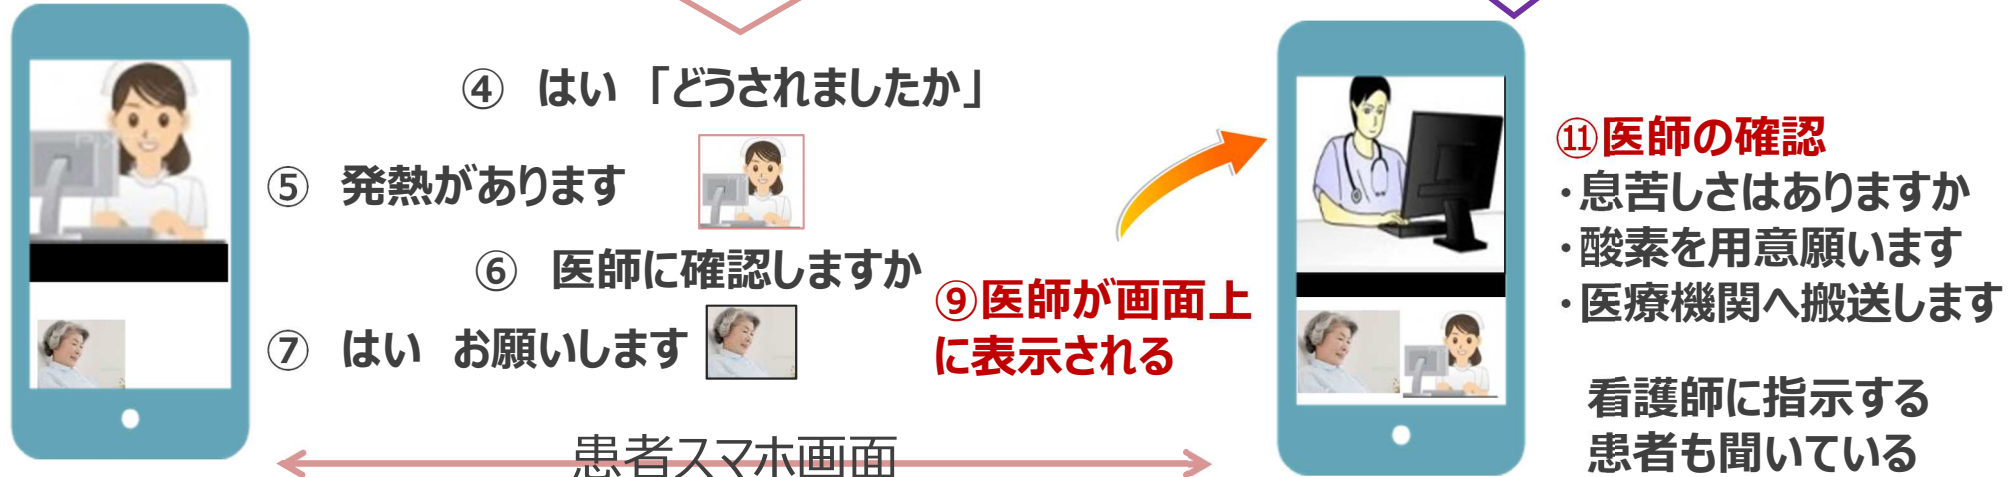 ④ はい 「どうされましたか」
⑤ 発熱があります
⑥ 医師に確認しますか
⑦ はい お願いします
⑨医師が画面上
に表示される
患者スマホ画面
⑪医師の確認
・息苦しさはありますか
・酸素を用意願います
・医療機関へ搬送します
看護師に指示する
患者も聞いている